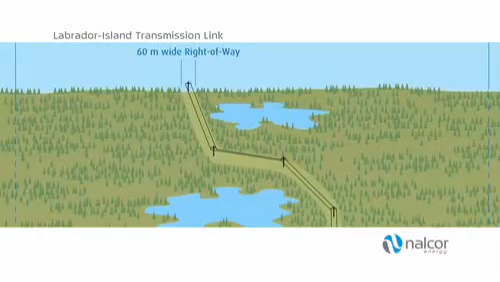 Labrador-Island Transmission Link
60 m wide Right-of-Way
nalcor
energy